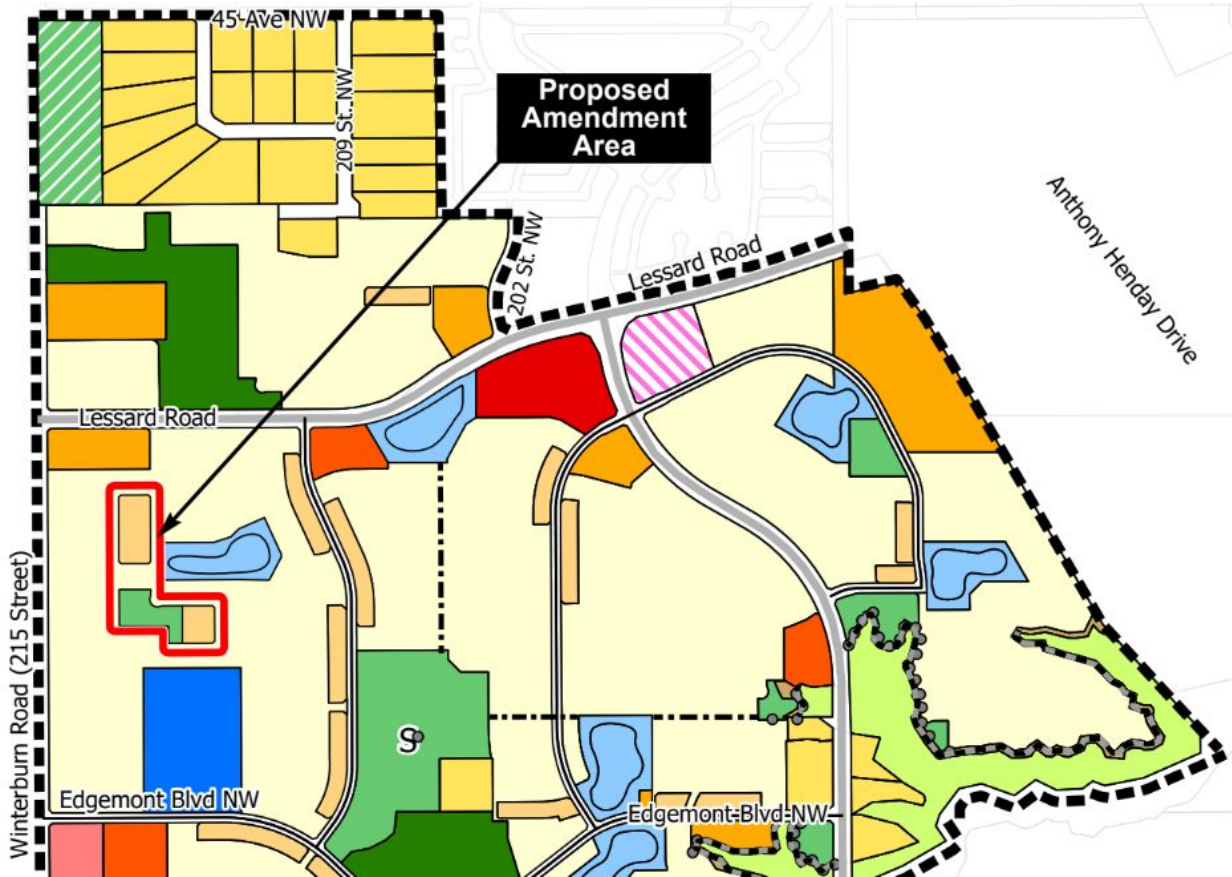 45 Ave NW
Proposed
Amendment
Area
209 St. NW
Anthony Henday Drive
202 St. NW
Lessard Road
Lessard Road
Winterburn Road (215 Street)
S
Edgemont Blvd NW
Edgemont Blvd NW